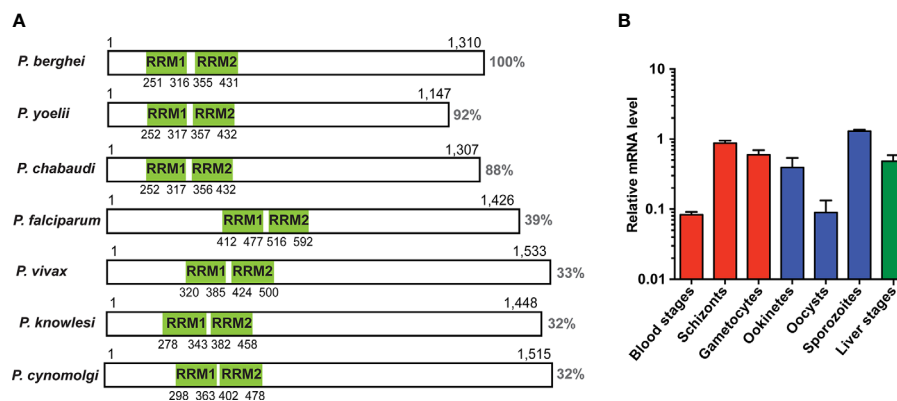 A
1 1,310
P. berghei RRM1 RRM2 100%
251 316 355 431
1 1,147
P. yoelii RRM1 RRM2 92%
252 317 357 432
1 1,307
P. chabaudi RRM1 RRM2 88%
252 317 356 432
1 1,426
P. falciparum RRM1 RRM2 39%
412 477 516 592
1 1,533
P. vivax RRM1 RRM2 33%
320 385 424 500
1 1,448
P. knowlesi RRM1 RRM2 32%
278 343 382 458
1 1,515
P. cynomolgi RRM1 RRM2 32%
298 363 402 478
B
Relative mRNA level
10
1
0.1
0.01
Blood stages
Schizonts
Gametocytes
Ookinetes
Oocysts
Sporozoites
Liver stages